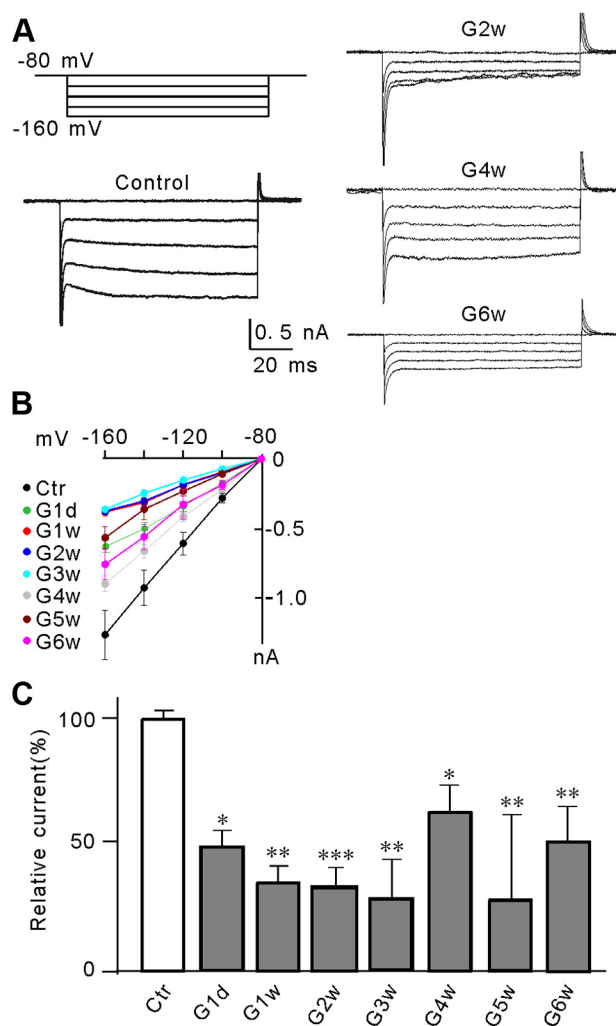 A
-80 mV
-160 mV
Control
0. 5 nA
20 ms
G2w
G4w
G6w
B
mV -160 -120 -80
0
-0.5
-1.0
nA
Ctr
G1d
G1w
G2w
G3w
G4w
G5w
G6w
C
Relative current(%)
100
50
0
* ** *** ** * ** **
Ctr G1d G1w G2w G3w G4w G5w G6w